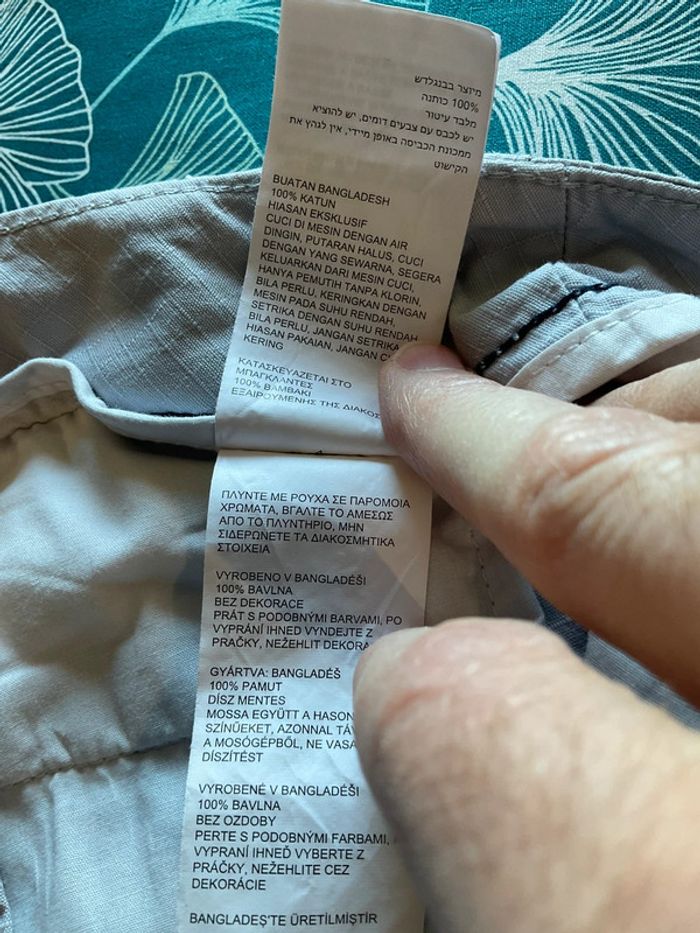 מיוצר בבנגלדש
100% כותנה
מלבד עיטור
יש לכבס עם צבעים דומים, יש להוציא
ממכונת הכביסה באופן מיידי, אין לגהץ את
הקישוט
BUATAN BANGLADESH
100% KATUN
HIASAN EKSKLUSIF
CUCI DI MESIN DENGAN AIR
DINGIN, PUTARAN HALUS, CUCI
DENGAN YANG SEWARNA, SEGERA
KELUARKAN DARI MESIN CUCI,
HANYA PEMUTIH TANPA KLORIN,
BILA PERLU, KERINGKAN DENGAN
MESIN PADA SUHU RENDAH,
SETRIKA DENGAN SUHU RENDAH
BILA PERLU, JANGAN SETRIKA
HIASAN PAKAIAN, JANGAN
KERING
ΚΑΤΑΣΚΕΥΑΖΕΤΑΙ ΣΤΟ
ΜΠΑΓΚΛΑΝΤΕΣ
100% ΒΑΜΒΑΚΙ
ΕΞΑΙΡΟΥΜΕΝΗΣ ΤΗΣ
ΠΛΥΝΤΕ ΜΕ ΡΟΥΧΑ ΣΕ ΠΑΡΟΜΟΙΑ
ΧΡΩΜΑΤΑ, ΒΓΑΛΤΕ ΤΟ ΑΜΕΣΩΣ
ΑΠΟ ΤΟ ΠΛΥΝΤΗΡΙΟ, ΜΗΝ
ΣΙΔΕΡΩΝΕΤΕ ΤΑ ΔΙΑΚΟΣΜΗΤΙΚΑ
ΣΤΟΙΧΕΙΑ
VYROBENO V BANGLADÉŠI
100% BAVLNA
BEZ DEKORACE
PRÁT S PODOBNÝMI BARVAMI, PO
VYPRÁNÍ IHNED VYNDEJTE Z
PRAČKY, NEŽEHLIT
GYÁRTVA: BANGLADÉŠ
100% PAMUT
DÍSZ MENTES
MOSSA EGYÜTT A
SZÍNŰEKET, AZONNAL
A MOSÓGÉPBŐL, NE
DÍSZÍTÉST
VYROBENÉ V BANGLADÉŠI
100% BAVLNA
BEZ OZDOBY
PERTE S PODOBNÝMI FARBAMI,
VYPRANÍ IHNEĎ VYBERTE Z
PRÁČKY, NEŽEHLITE CEZ
DEKORÁCIE
BANGLADEŞ'TE ÜRETİLMİŞTİR